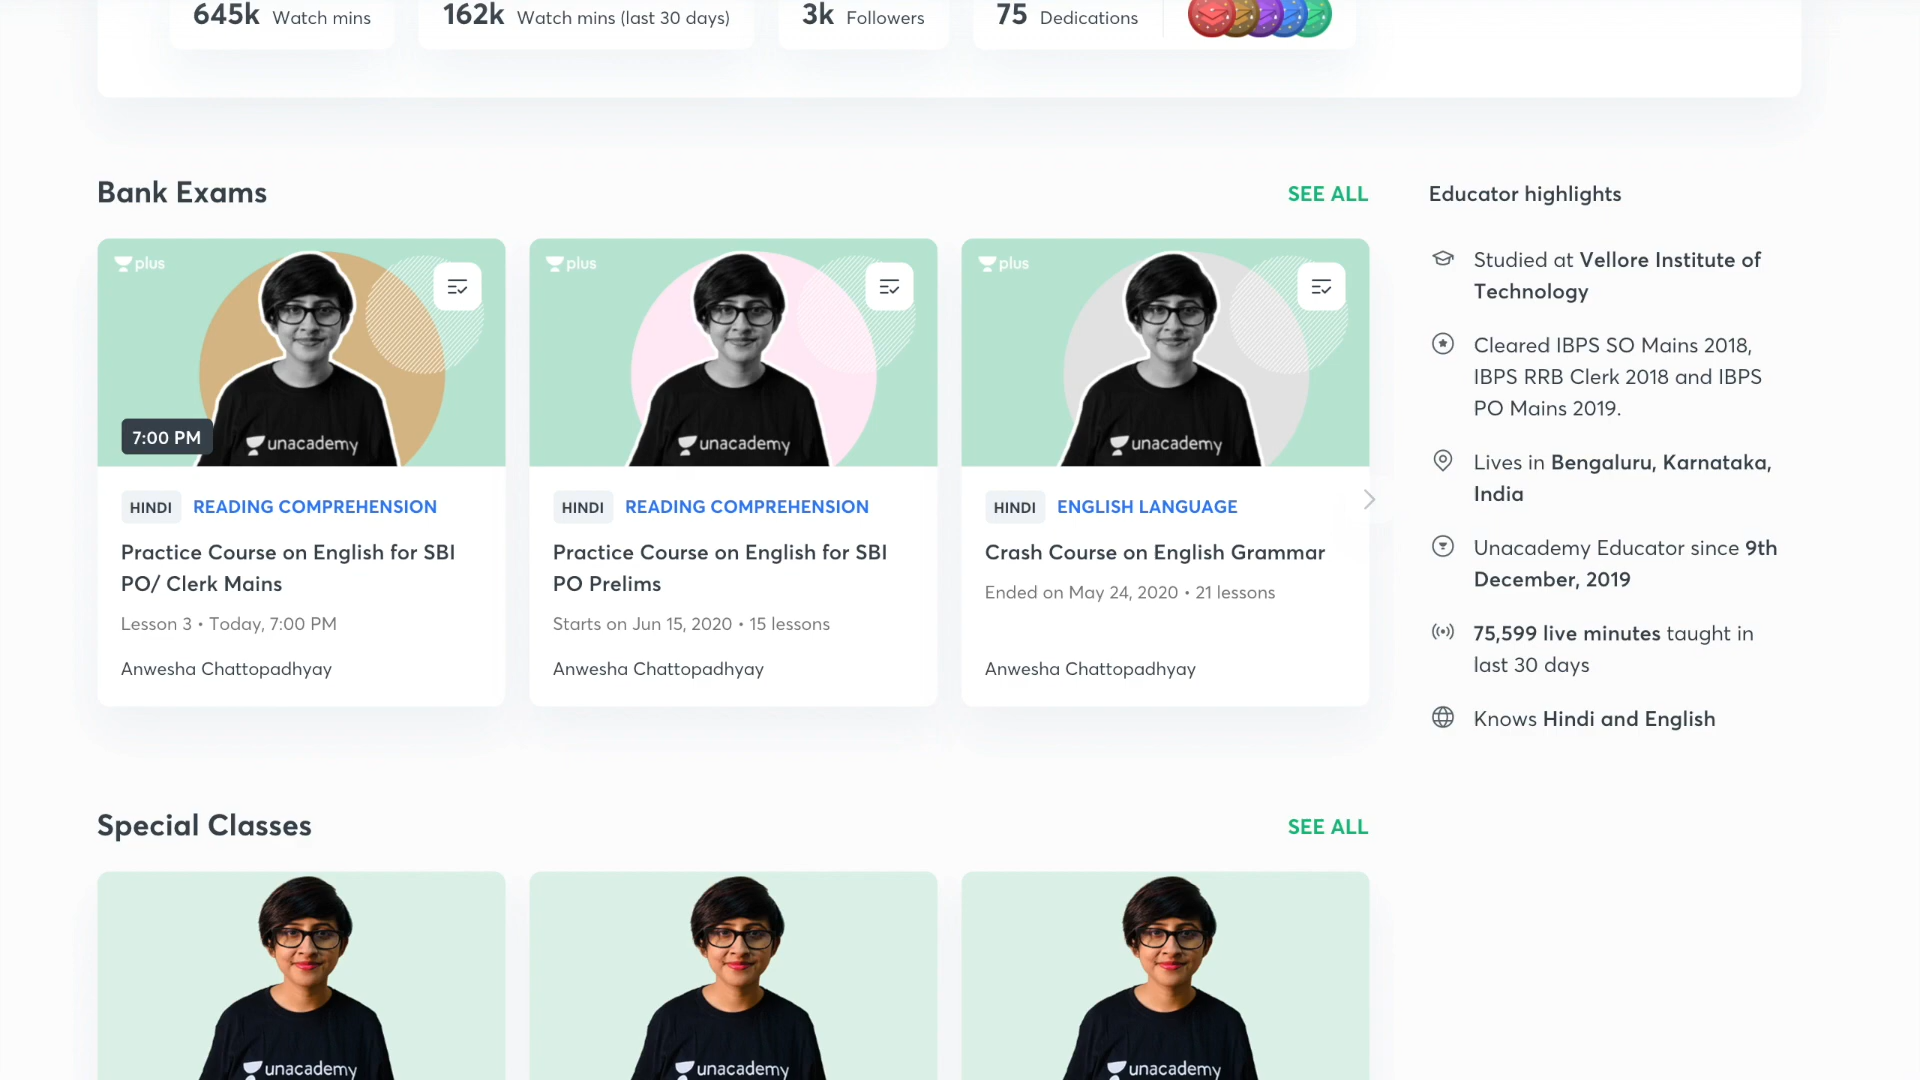 645k Watch mins
162k Watch mins (last 30 days)
3k Followers
75 Dedications
Bank Exams
SEE ALL
plus
unacademy
7:00 PM
HINDI READING COMPREHENSION
Practice Course on English for SBI
PO/ Clerk Mains
Lesson 3 • Today, 7:00 PM
Anwesha Chattopadhyay
plus
unacademy
HINDI READING COMPREHENSION
Practice Course on English for SBI
PO Prelims
Starts on Jun 15, 2020 • 15 lessons
Anwesha Chattopadhyay
plus
unacademy
HINDI ENGLISH LANGUAGE
Crash Course on English Grammar
Ended on May 24, 2020 • 21 lessons
Anwesha Chattopadhyay
Educator highlights
Studied at Vellore Institute of
Technology
Cleared IBPS SO Mains 2018,
IBPS RRB Clerk 2018 and IBPS
PO Mains 2019.
Lives in Bengaluru, Karnataka,
India
Unacademy Educator since 9th
December, 2019
75,599 live minutes taught in
last 30 days
Knows Hindi and English
Special Classes
SEE ALL
unacademy
unacademy
unacademy